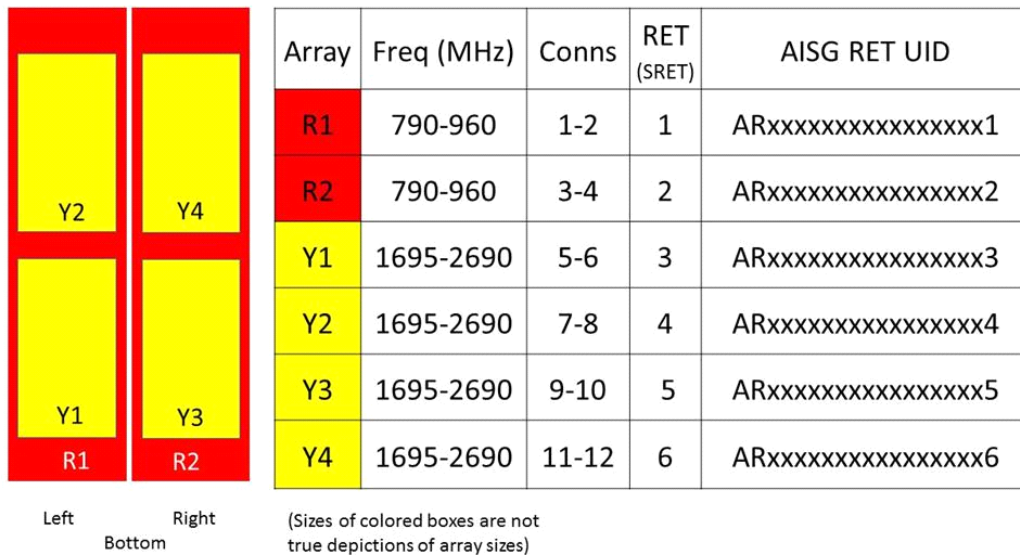 Y2
Y4
Y1
Y3
R1
R2
Left
Right
Bottom
Array Freq (MHz) Conns RET (SRET) AISG RET UID
R1 790-960 1-2 1 ARxxxxxxxxxxxxxxxx1
R2 790-960 3-4 2 ARxxxxxxxxxxxxxxxx2
Y1 1695-2690 5-6 3 ARxxxxxxxxxxxxxxxx3
Y2 1695-2690 7-8 4 ARxxxxxxxxxxxxxxxx4
Y3 1695-2690 9-10 5 ARxxxxxxxxxxxxxxxx5
Y4 1695-2690 11-12 6 ARxxxxxxxxxxxxxxxx6
(Sizes of colored boxes are not
true depictions of array sizes)